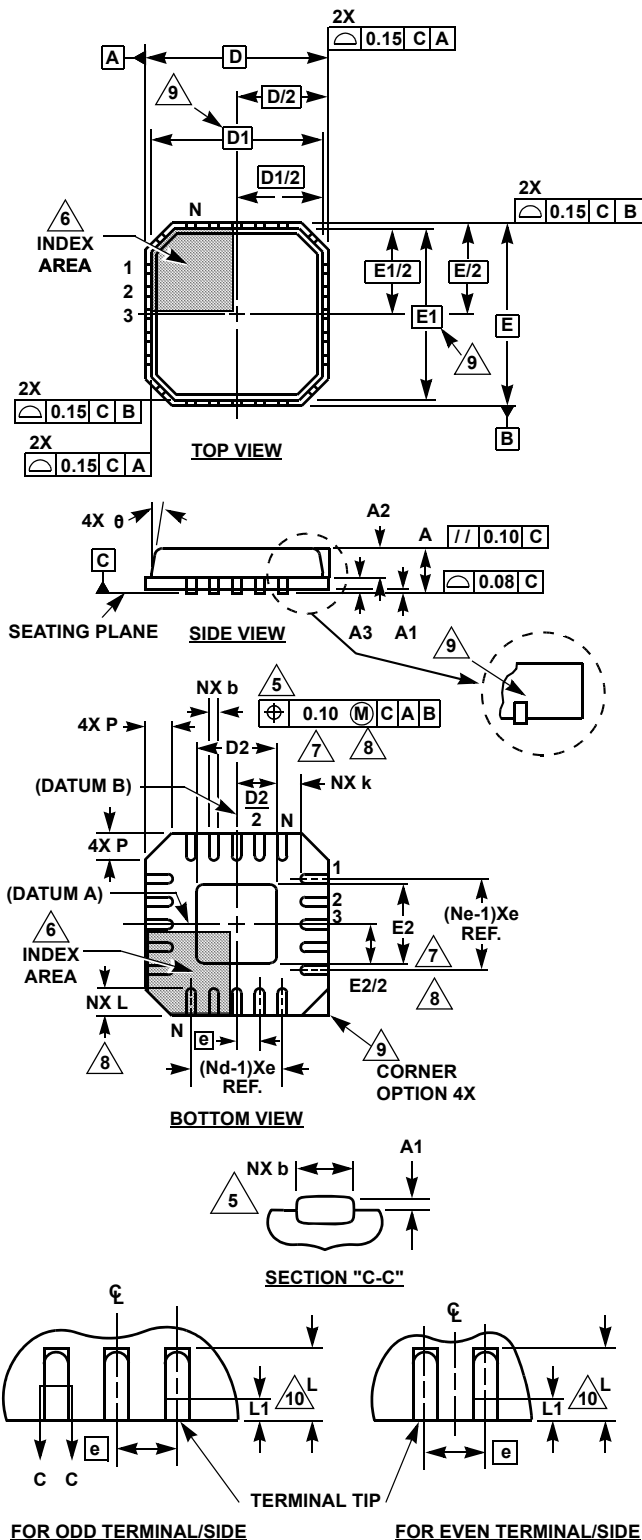 2X
⌓ 0.15 C A
A
D
D/2
9
D1
D1/2
2X
⌓ 0.15 C B
6
INDEX
AREA
N
1
2
3
E1/2
E/2
E1
E
9
2X
⌓ 0.15 C B
2X
⌓ 0.15 C A
B
TOP VIEW
4X θ
A2
A
// 0.10 C
C
⌓ 0.08 C
SEATING PLANE
SIDE VIEW
A3
A1
9
NX b
5
4X P
⌖ 0.10 Ⓜ C A B
D2
7
8
(DATUM B)
D2
2
N
NX k
4X P
1
(DATUM A)
2
3
(Ne-1)Xe
REF.
6
INDEX
AREA
E2
7
E2/2
8
NX L
8
N
e
(Nd-1)Xe
REF.
9
CORNER
OPTION 4X
BOTTOM VIEW
NX b
A1
5
SECTION "C-C"
℄
℄
L
10
L1
L
10
L1
e
e
C
C
TERMINAL TIP
FOR ODD TERMINAL/SIDE
FOR EVEN TERMINAL/SIDE